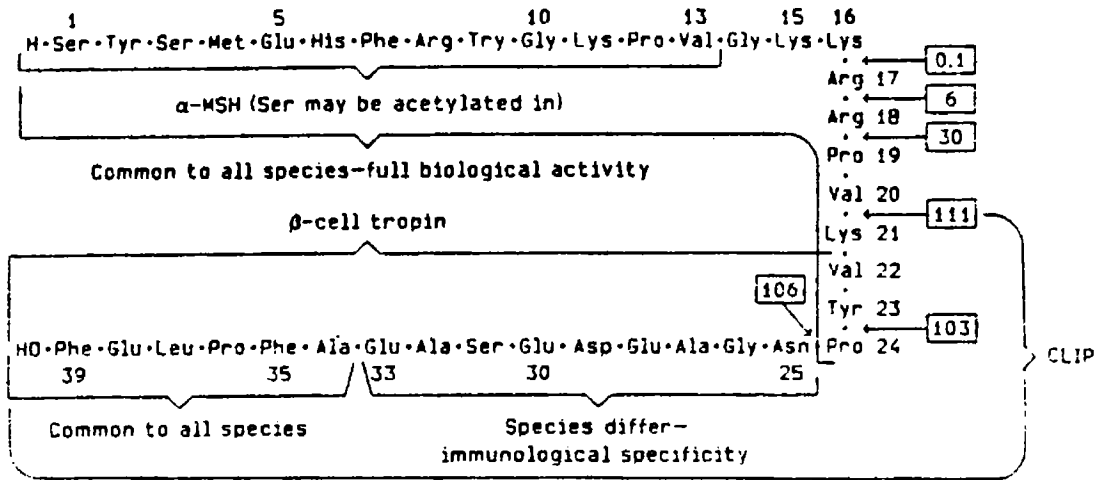 1 5 10 13 15 16
H·Ser·Tyr·Ser·Met·Glu·His·Phe·Arg·Try·Gly·Lys·Pro·Val·Gly·Lys·Lys
0.1
Arg 17
α-MSH (Ser may be acetylated in)
6
Arg 18
30
Pro 19
Common to all species-full biological activity
Val 20
β-cell tropin
111
Lys 21
Val 22
106
Tyr 23
103
HO·Phe·Glu·Leu·Pro·Phe·Ala·Glu·Ala·Ser·Glu·Asp·Glu·Ala·Gly·Asn Pro 24
CLIP
39 35 33 30 25
Common to all species
Species differ-
immunological specificity